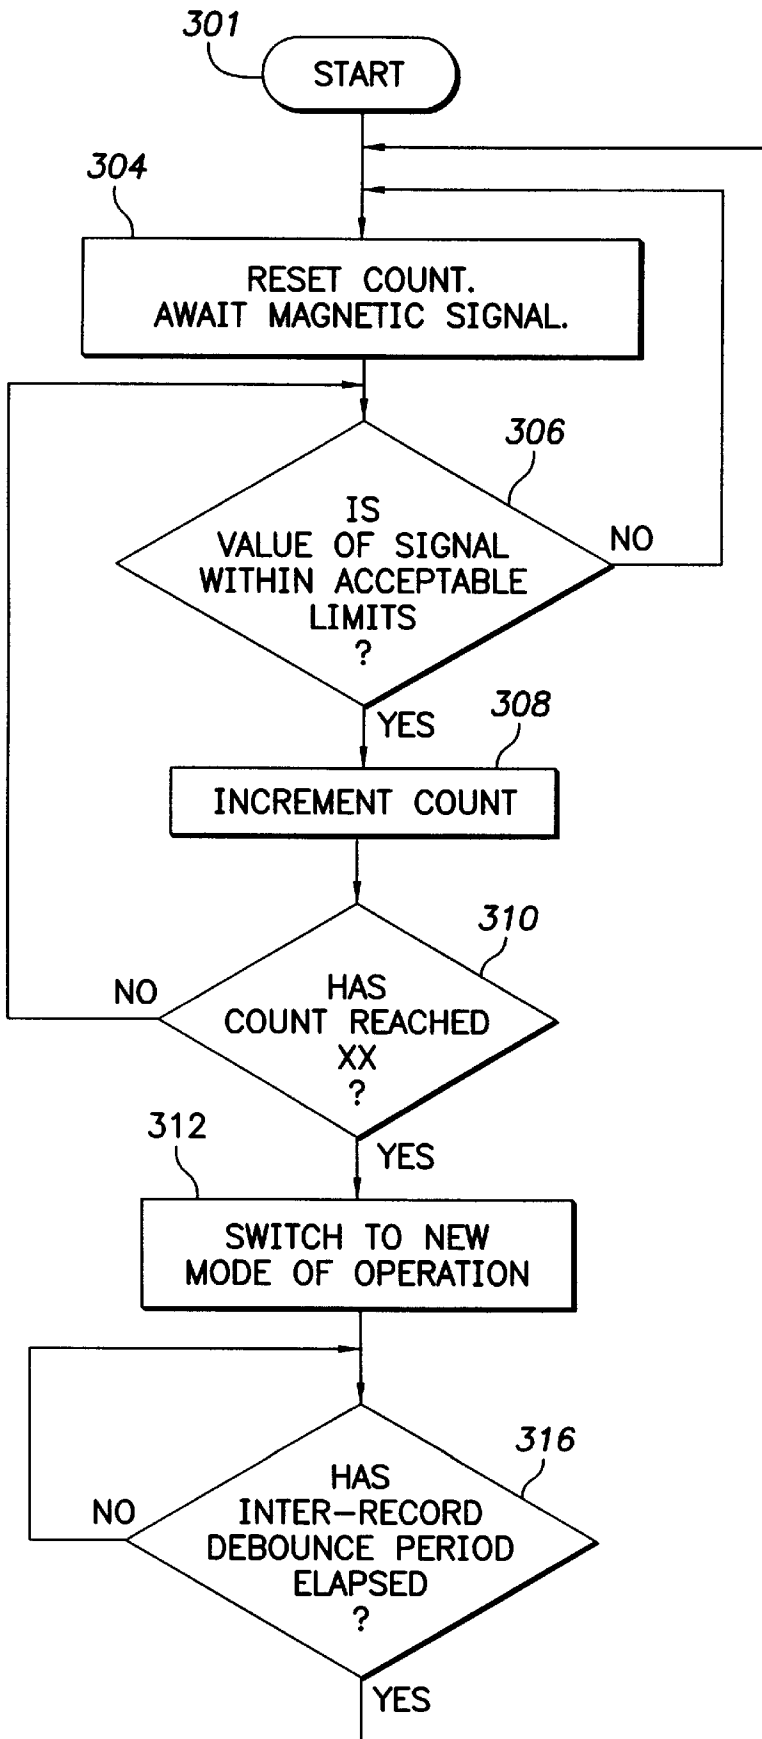 301
START
304
RESET COUNT.
AWAIT MAGNETIC SIGNAL.
306
IS
VALUE OF SIGNAL
WITHIN ACCEPTABLE
LIMITS
?
NO
YES
308
INCREMENT COUNT
310
HAS
COUNT REACHED
XX
?
NO
YES
312
SWITCH TO NEW
MODE OF OPERATION
316
HAS
INTER-RECORD
DEBOUNCE PERIOD
ELAPSED
?
NO
YES